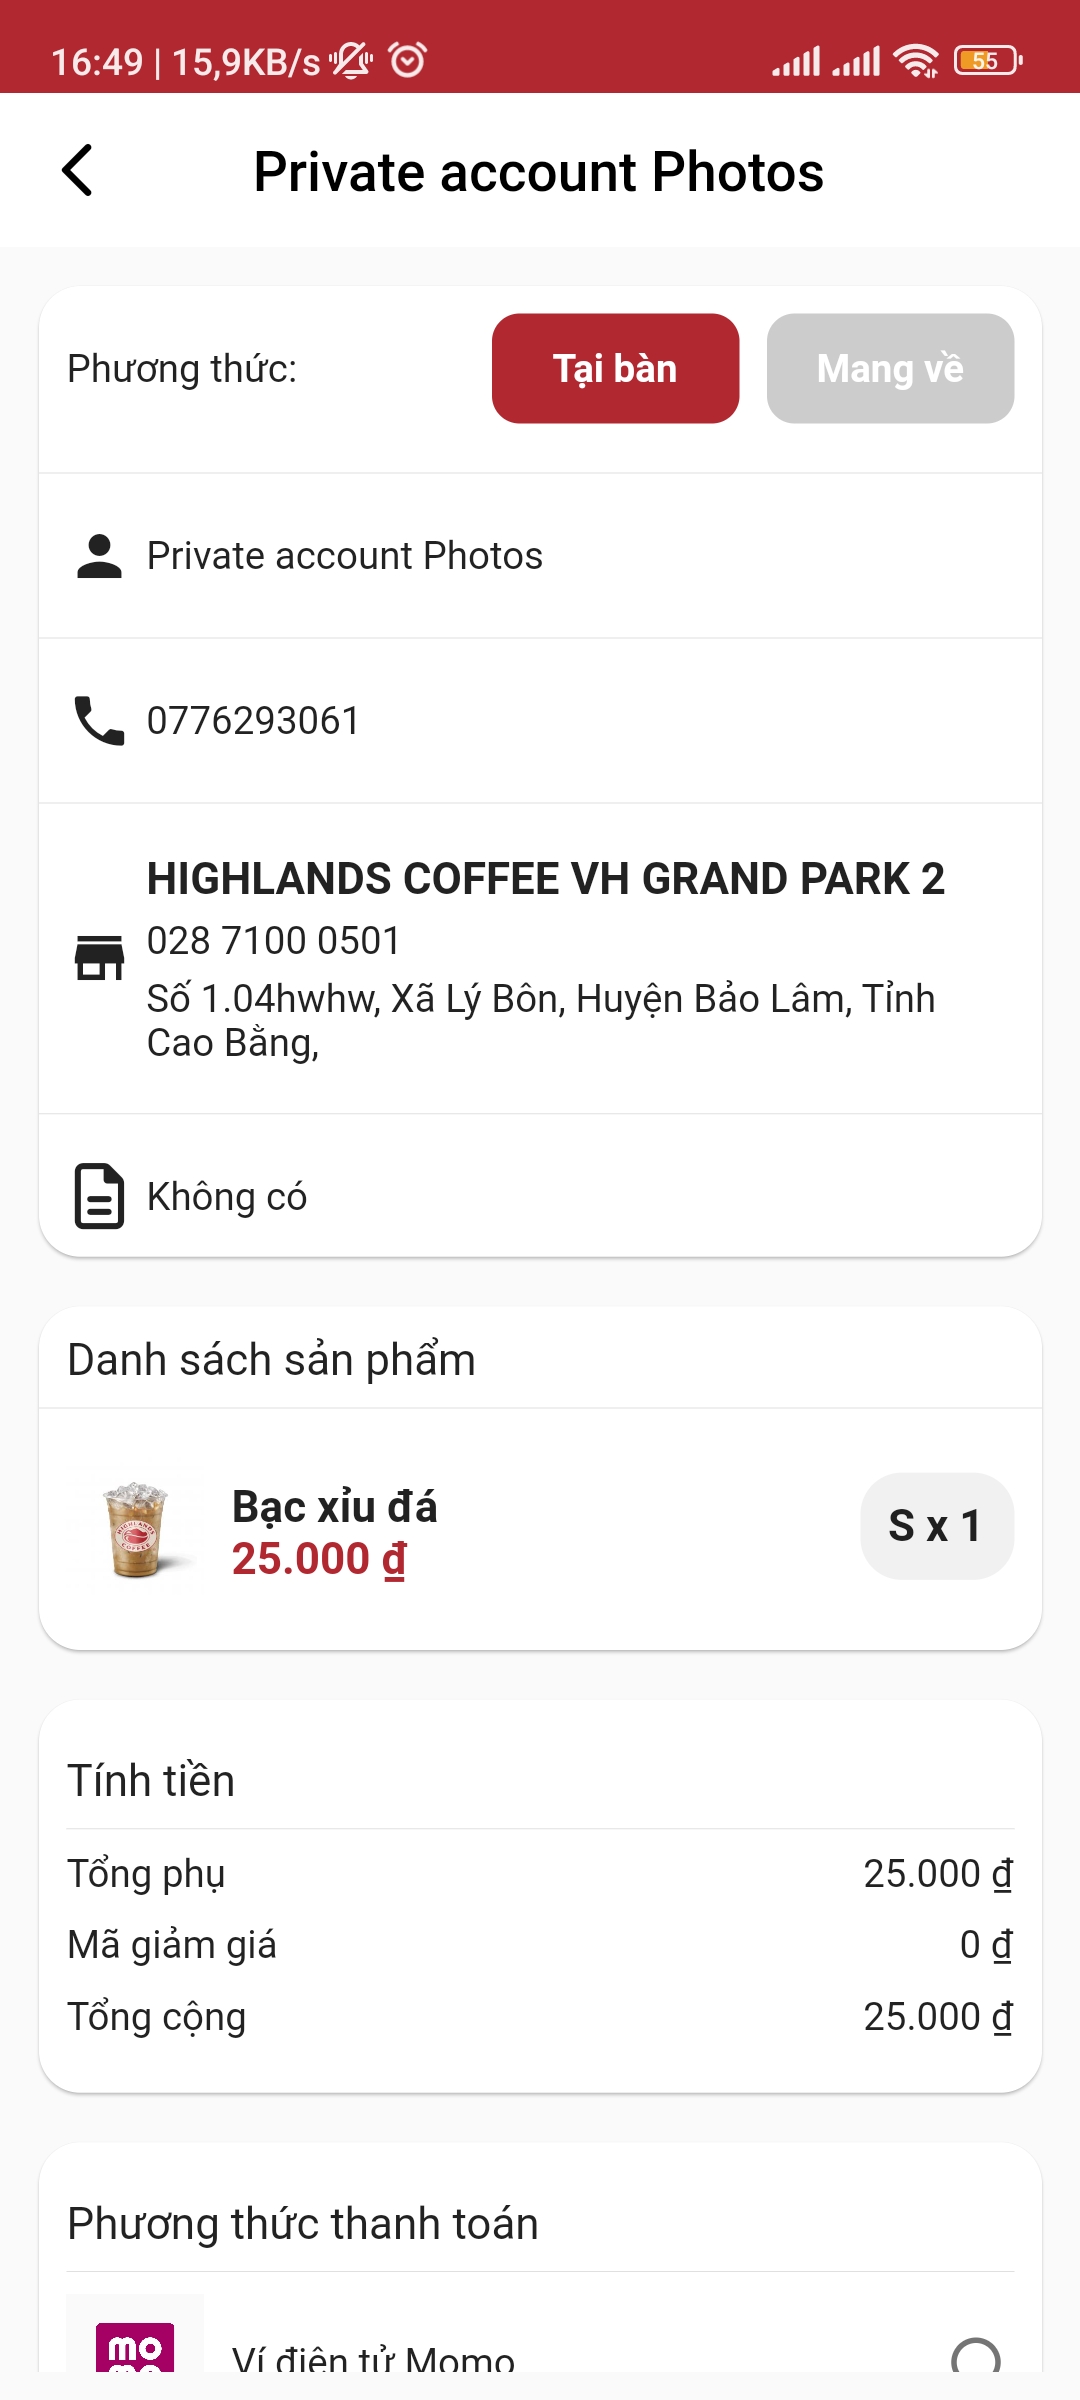 16:49 | 15,9KB/s
55
Private account Photos
Phương thức:
Tại bàn
Mang về
Private account Photos
0776293061
HIGHLANDS COFFEE VH GRAND PARK 2
028 7100 0501
Số 1.04hwhw, Xã Lý Bôn, Huyện Bảo Lâm, Tỉnh
Cao Bằng,
Không có
Danh sách sản phẩm
HIGHLANDS
COFFEE
Bạc xỉu đá
25.000 ₫
S x 1
Tính tiền
Tổng phụ
25.000 ₫
Mã giảm giá
0 ₫
Tổng cộng
25.000 ₫
Phương thức thanh toán
mo
mo
Ví điện tử Momo